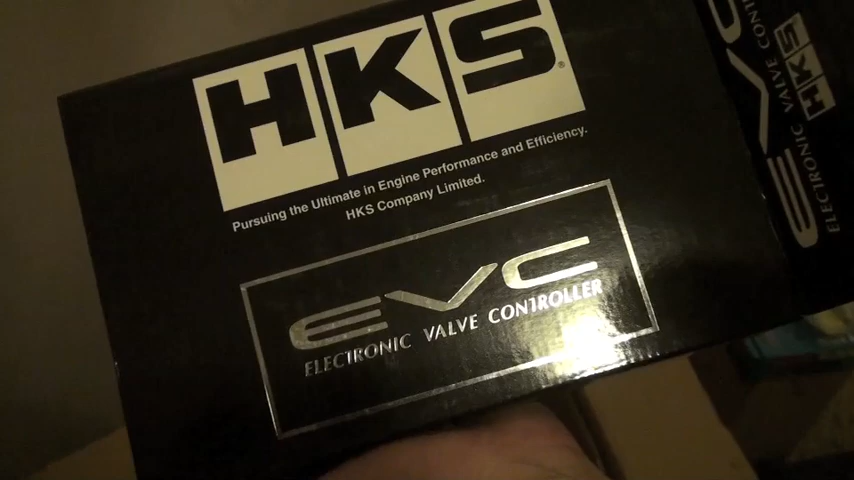 HKS®
Pursuing the Ultimate in Engine Performance and Efficiency.
HKS Company Limited.
EVC
ELECTRONIC VALVE CONTROLLER
HKS
ELECTRONIC VALVE CONT